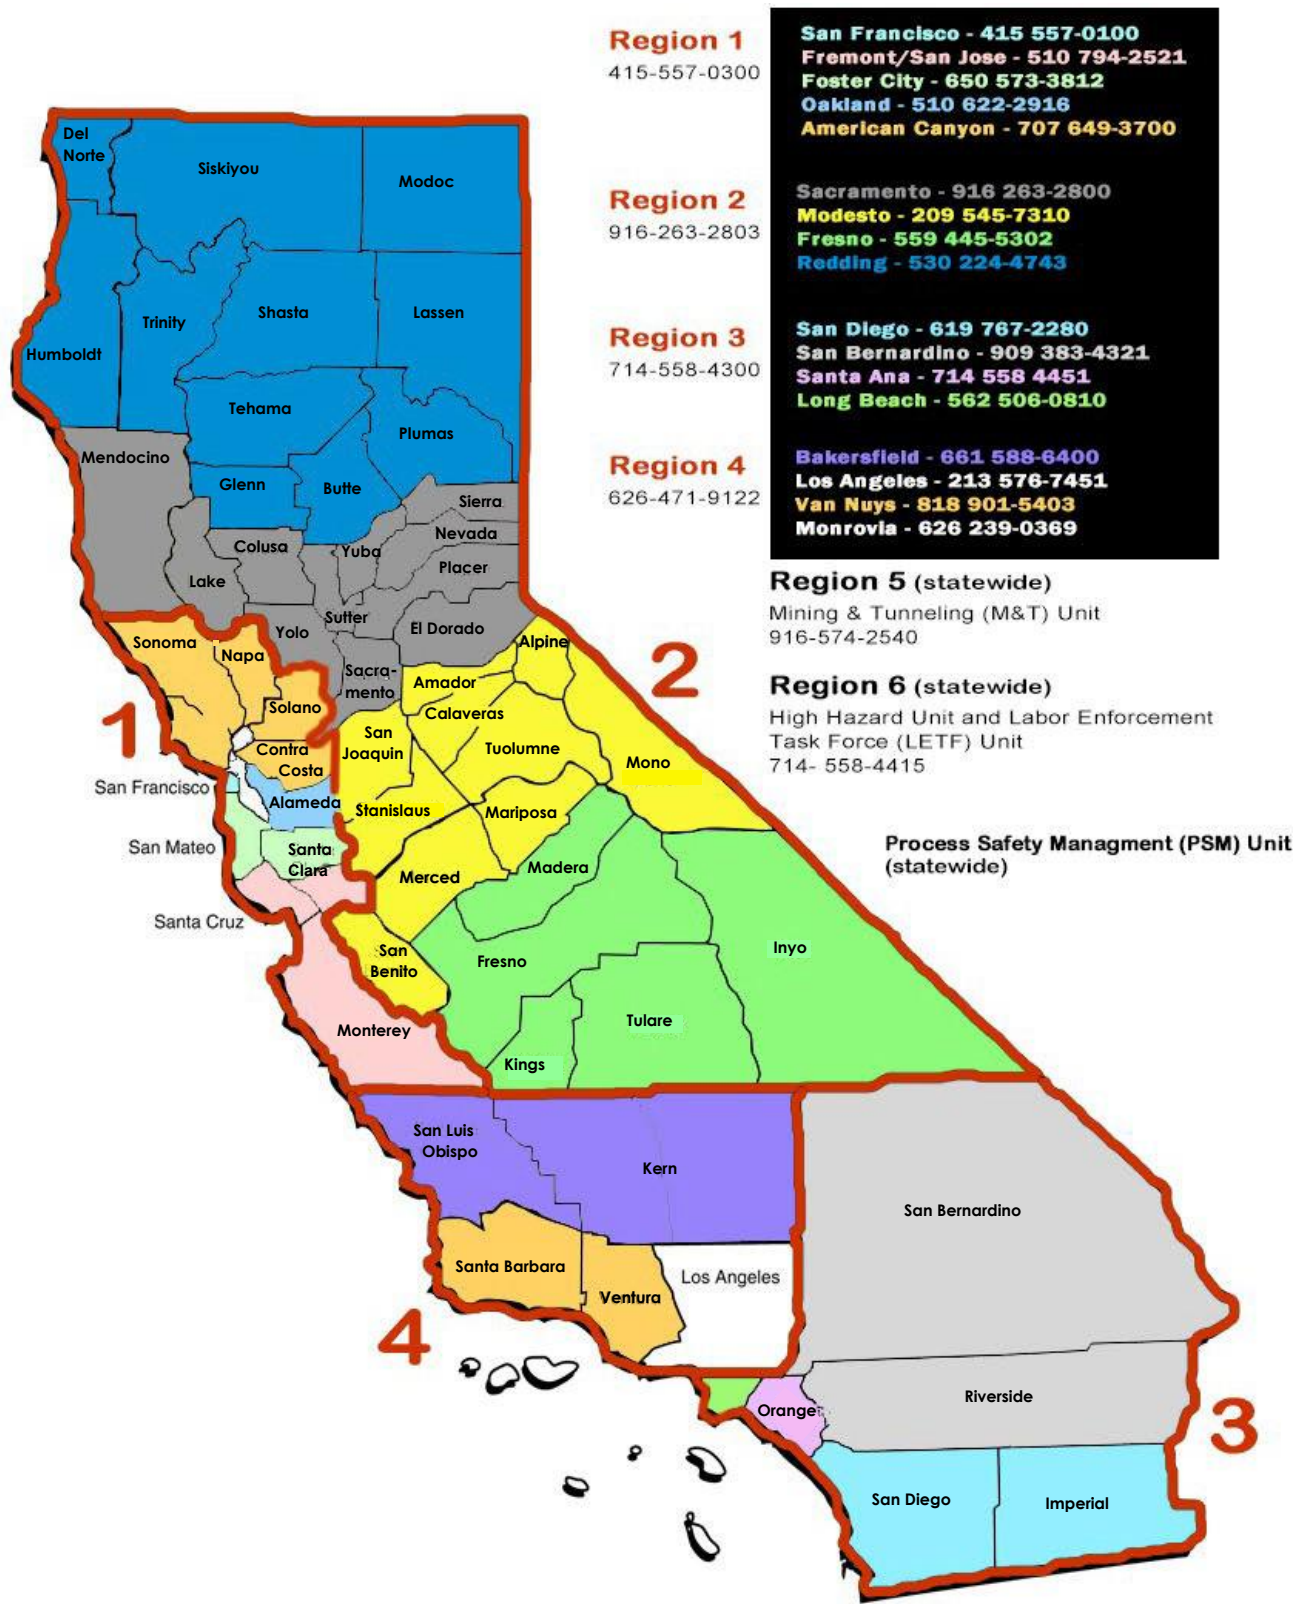 Region 1
415-557-0300
San Francisco - 415 557-0100
Fremont/San Jose - 510 794-2521
Foster City - 650 573-3812
Oakland - 510 622-2916
American Canyon - 707 649-3700
Region 2
916-263-2803
Sacramento - 916 263-2800
Modesto - 209 545-7310
Fresno - 559 445-5302
Redding - 530 224-4743
Region 3
714-558-4300
San Diego - 619 767-2280
San Bernardino - 909 383-4321
Santa Ana - 714 558 4451
Long Beach - 562 506-0810
Region 4
626-471-9122
Bakersfield - 661 588-6400
Los Angeles - 213 576-7451
Van Nuys - 818 901-5403
Monrovia - 626 239-0369
Region 5 (statewide)
Mining & Tunneling (M&T) Unit
916-574-2540
Region 6 (statewide)
High Hazard Unit and Labor Enforcement
Task Force (LETF) Unit
714- 558-4415
Process Safety Managment (PSM) Unit
(statewide)
Del
Norte
Siskiyou
Modoc
Humboldt
Trinity
Shasta
Lassen
Tehama
Plumas
Mendocino
Glenn
Butte
Sierra
Nevada
Colusa
Yuba
Placer
Lake
Sutter
El Dorado
Yolo
Sonoma
Napa
Alpine
Sacra-
mento
Amador
Solano
Calaveras
1
2
San
Joaquin
Tuolumne
Mono
Contra
Costa
San Francisco
Alameda
Stanislaus
Mariposa
San Mateo
Santa
Clara
Merced
Madera
Santa Cruz
San
Benito
Fresno
Inyo
Monterey
Tulare
Kings
San Luis
Obispo
Kern
San Bernardino
Santa Barbara
Ventura
Los Angeles
4
Riverside
Orange
3
San Diego
Imperial